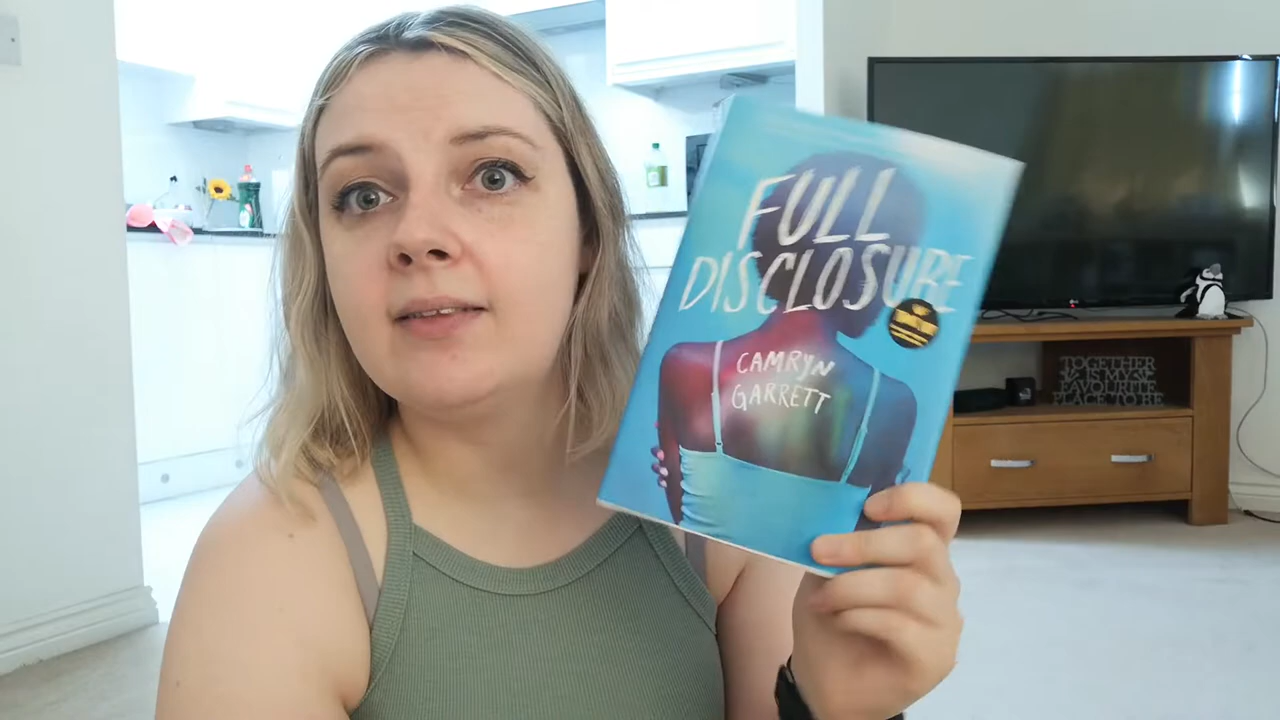 FULL
DISCLOSURE
CAMRYN
GARRETT
TOGETHER
IS MY
FAVOURITE
PLACE TO BE